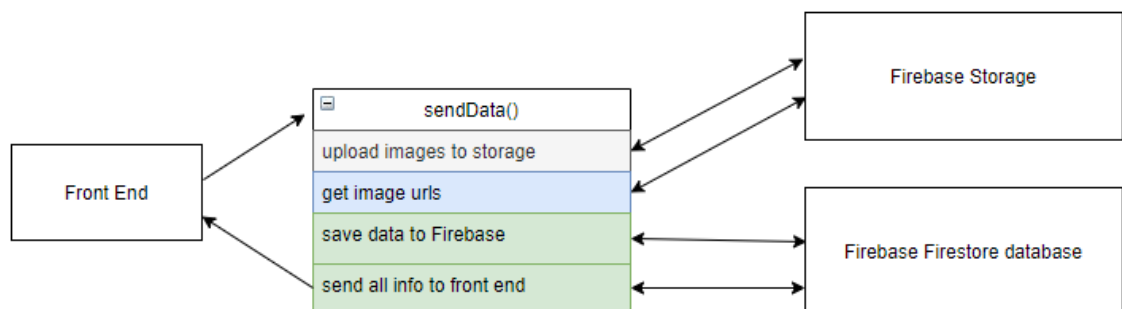 Firebase Storage
sendData()
upload images to storage
Front End
get image urls
save data to Firebase
Firebase Firestore database
send all info to front end